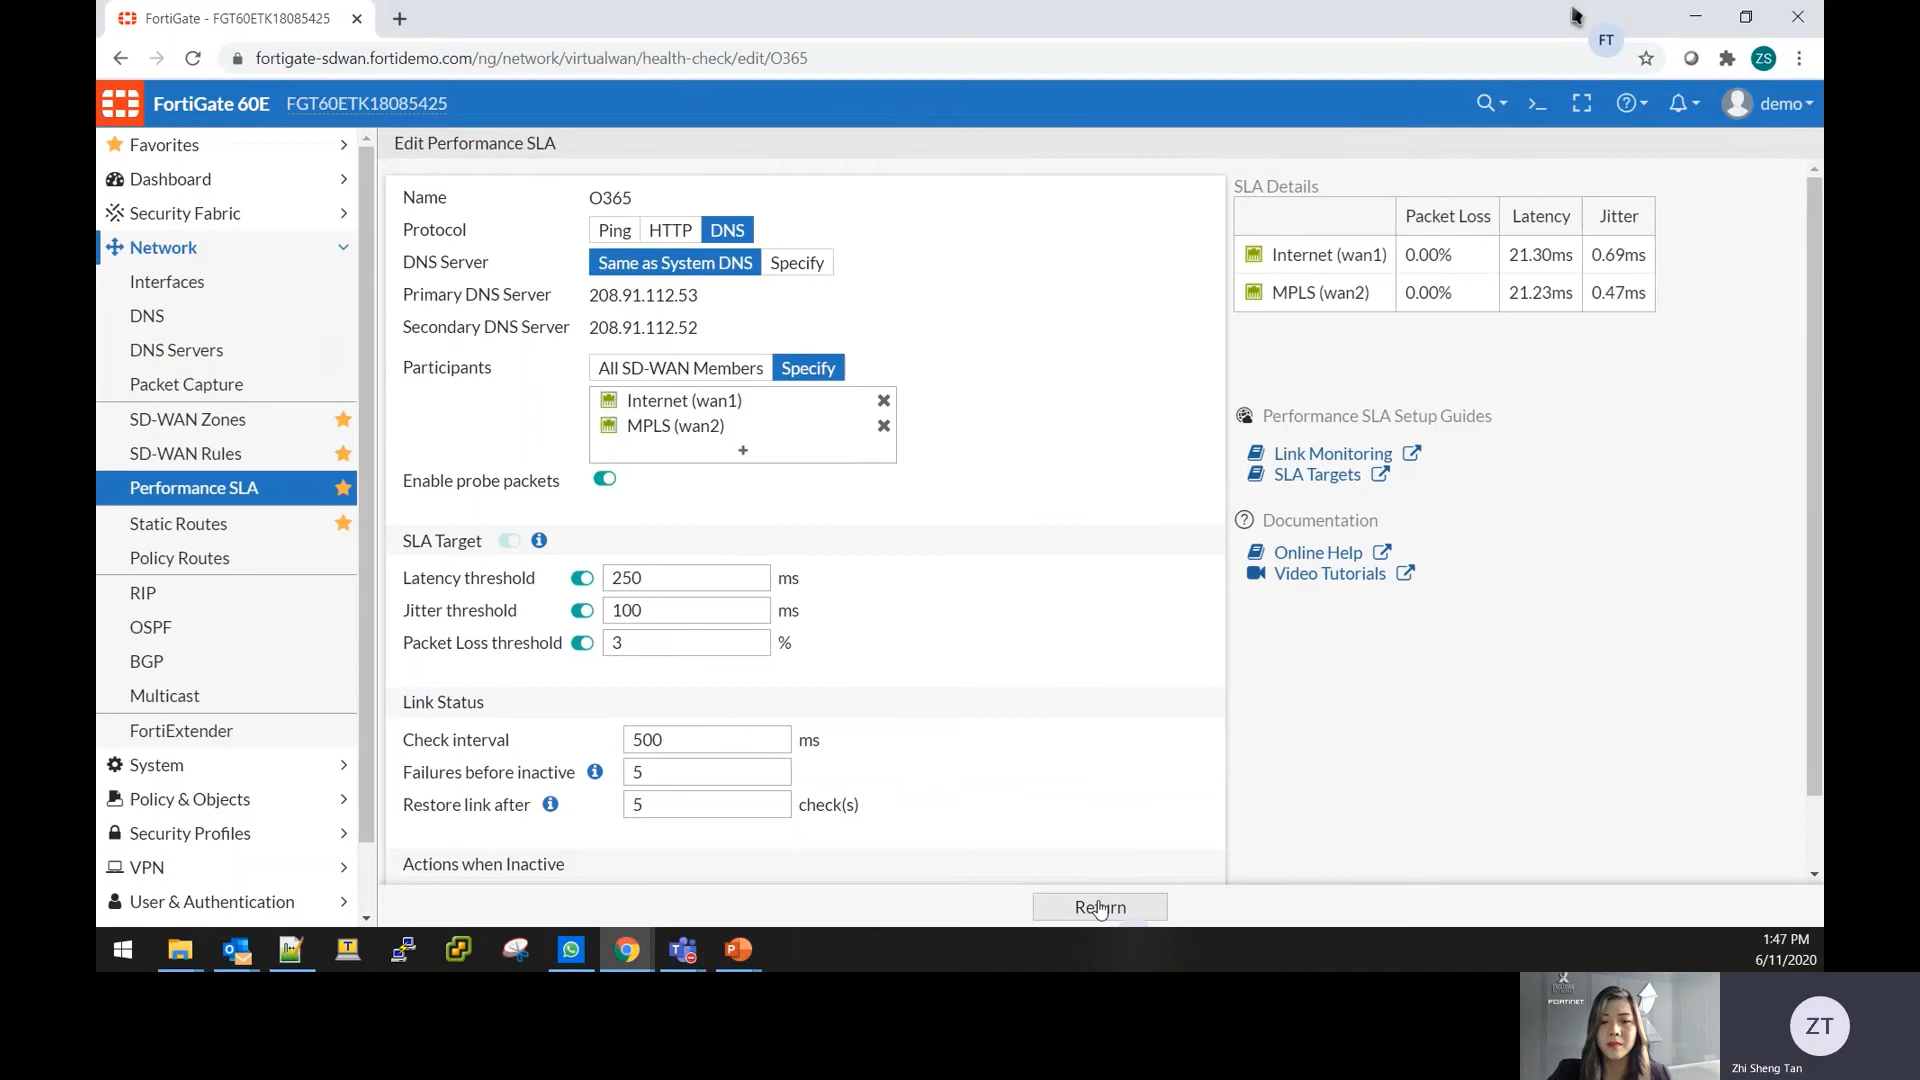 FortiGate - FGT60ETK18085425
FT
fortigate-sdwan.fortidemo.com/ng/network/virtualwan/health-check/edit/O365
ZS
FortiGate 60E
FGT60ETK18085425
demo
Favorites
Dashboard
Security Fabric
Network
Interfaces
DNS
DNS Servers
Packet Capture
SD-WAN Zones
SD-WAN Rules
Performance SLA
Static Routes
Policy Routes
RIP
OSPF
BGP
Multicast
FortiExtender
System
Policy & Objects
Security Profiles
VPN
User & Authentication
Edit Performance SLA
Name O365
Protocol Ping HTTP DNS
DNS Server Same as System DNS Specify
Primary DNS Server 208.91.112.53
Secondary DNS Server 208.91.112.52
Participants All SD-WAN Members Specify
Internet (wan1)
MPLS (wan2)
Enable probe packets
SLA Target
Latency threshold 250 ms
Jitter threshold 100 ms
Packet Loss threshold 3 %
Link Status
Check interval 500 ms
Failures before inactive 5
Restore link after 5 check(s)
Actions when Inactive
Return
SLA Details
Packet Loss Latency Jitter
Internet (wan1) 0.00% 21.30ms 0.69ms
MPLS (wan2) 0.00% 21.23ms 0.47ms
Performance SLA Setup Guides
Link Monitoring
SLA Targets
Documentation
Online Help
Video Tutorials
1:47 PM
6/11/2020
FORTINET
ZT
Zhi Sheng Tan